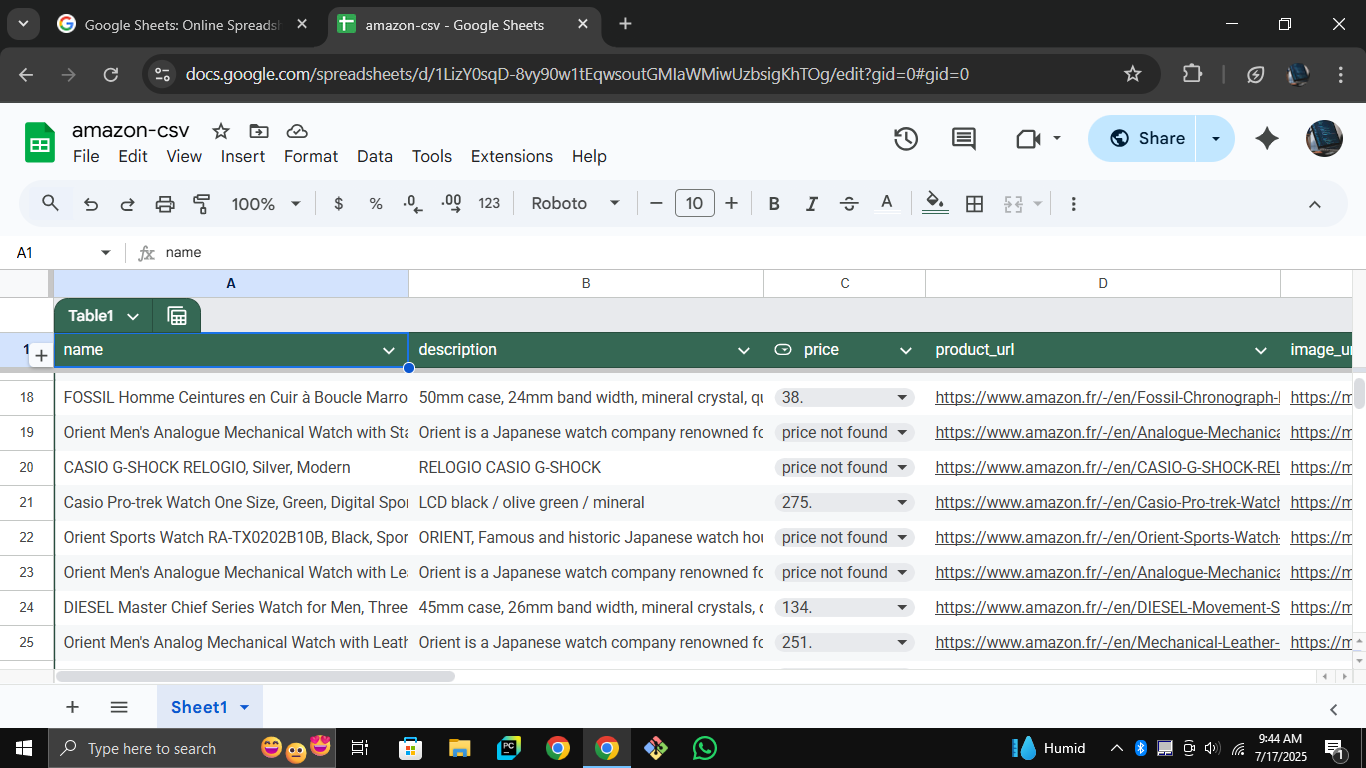 Google Sheets: Online Spreadsh
amazon-csv - Google Sheets
docs.google.com/spreadsheets/d/1LizY0sqD-8vy90w1tEqwsoutGMIaWMiwUzbsigKhTOg/edit?gid=0#gid=0
amazon-csv
File Edit View Insert Format Data Tools Extensions Help
Share
100% $ % .0 .00 123 Roboto 10 B I S A
A1 fx name
A B C D
Table1
1 name description price product_url image_u
18 FOSSIL Homme Ceintures en Cuir à Boucle Marro 50mm case, 24mm band width, mineral crystal, qu 38. https://www.amazon.fr/-/en/Fossil-Chronograph- https://m
19 Orient Men's Analogue Mechanical Watch with Sta Orient is a Japanese watch company renowned fo price not found https://www.amazon.fr/-/en/Analogue-Mechanica https://m
20 CASIO G-SHOCK RELOGIO, Silver, Modern RELOGIO CASIO G-SHOCK price not found https://www.amazon.fr/-/en/CASIO-G-SHOCK-REL https://m
21 Casio Pro-trek Watch One Size, Green, Digital Spor LCD black / olive green / mineral 275. https://www.amazon.fr/-/en/Casio-Pro-trek-Watch https://m
22 Orient Sports Watch RA-TX0202B10B, Black, Spor ORIENT, Famous and historic Japanese watch hou price not found https://www.amazon.fr/-/en/Orient-Sports-Watch- https://m
23 Orient Men's Analogue Mechanical Watch with Lea Orient is a Japanese watch company renowned fo price not found https://www.amazon.fr/-/en/Analogue-Mechanica https://m
24 DIESEL Master Chief Series Watch for Men, Three 45mm case, 26mm band width, mineral crystals, 134. https://www.amazon.fr/-/en/DIESEL-Movement-S https://m
25 Orient Men's Analog Mechanical Watch with Leath Orient is a Japanese watch company renowned fo 251. https://www.amazon.fr/-/en/Mechanical-Leather- https://m
Sheet1
Type here to search
PC
Humid
9:44 AM
7/17/2025
1